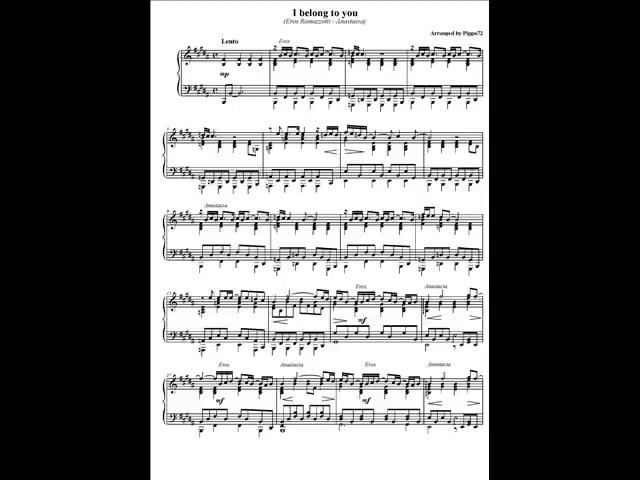 I belong to you
(Eros Ramazzotti - Anastacia)
Arranged by Pippo72
Lento
Eros
mp
Anastacia
Eros
Anastacia
mf
Eros
Anastacia
Eros
Anastacia
mf
mf